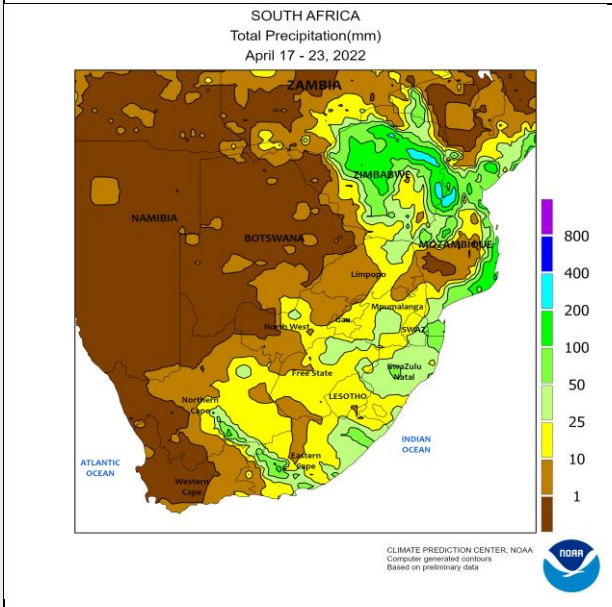 SOUTH AFRICA
Total Precipitation(mm)
April 17 - 23, 2022
ZAMBIA
ZIMBABWE
NAMIBIA
BOTSWANA
MOZAMBIQUE
Limpopo
Mpumalanga
North West
Gau
SWAZ
Free State
KwaZulu
Natal
Northern
Cape
LESOTHO
Eastern
Cape
Western
Cape
ATLANTIC
OCEAN
INDIAN
OCEAN
800
400
200
100
50
25
10
1
CLIMATE PREDICTION CENTER, NOAA
Computer generated contours
Based on preliminary data
NOAA